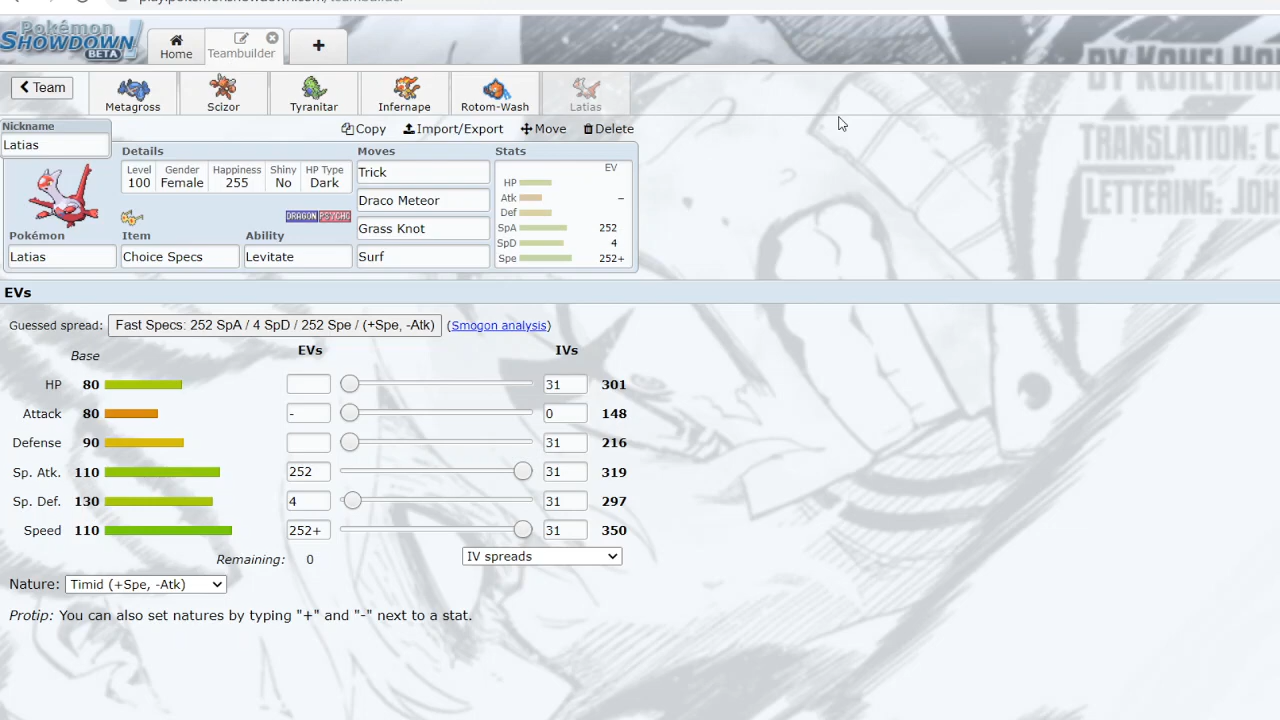 Pokémon
SHOWDOWN
BETA
Home
Teambuilder
+
BY KOHEI HO
TRANSLATION: C
LETTERING: JOH
< Team
Metagross
Scizor
Tyranitar
Infernape
Rotom-Wash
Latias
Copy Import/Export Move Delete
Nickname
Latias
Details
Level Gender Happiness Shiny HP Type
100 Female 255 No Dark
DRAGON PSYCHC
Pokémon Item Ability
Latias Choice Specs Levitate
Moves
Trick
Draco Meteor
Grass Knot
Surf
Stats
EV
HP
Atk –
Def
SpA 252
SpD 4
Spe 252+
EVs
Guessed spread: Fast Specs: 252 SpA / 4 SpD / 252 Spe / (+Spe, -Atk) (Smogon analysis)
Base EVs IVs
HP 80 31 301
Attack 80 - 0 148
Defense 90 31 216
Sp. Atk. 110 252 31 319
Sp. Def. 130 4 31 297
Speed 110 252+ 31 350
Remaining: 0 IV spreads
Nature: Timid (+Spe, -Atk)
Protip: You can also set natures by typing "+" and "-" next to a stat.